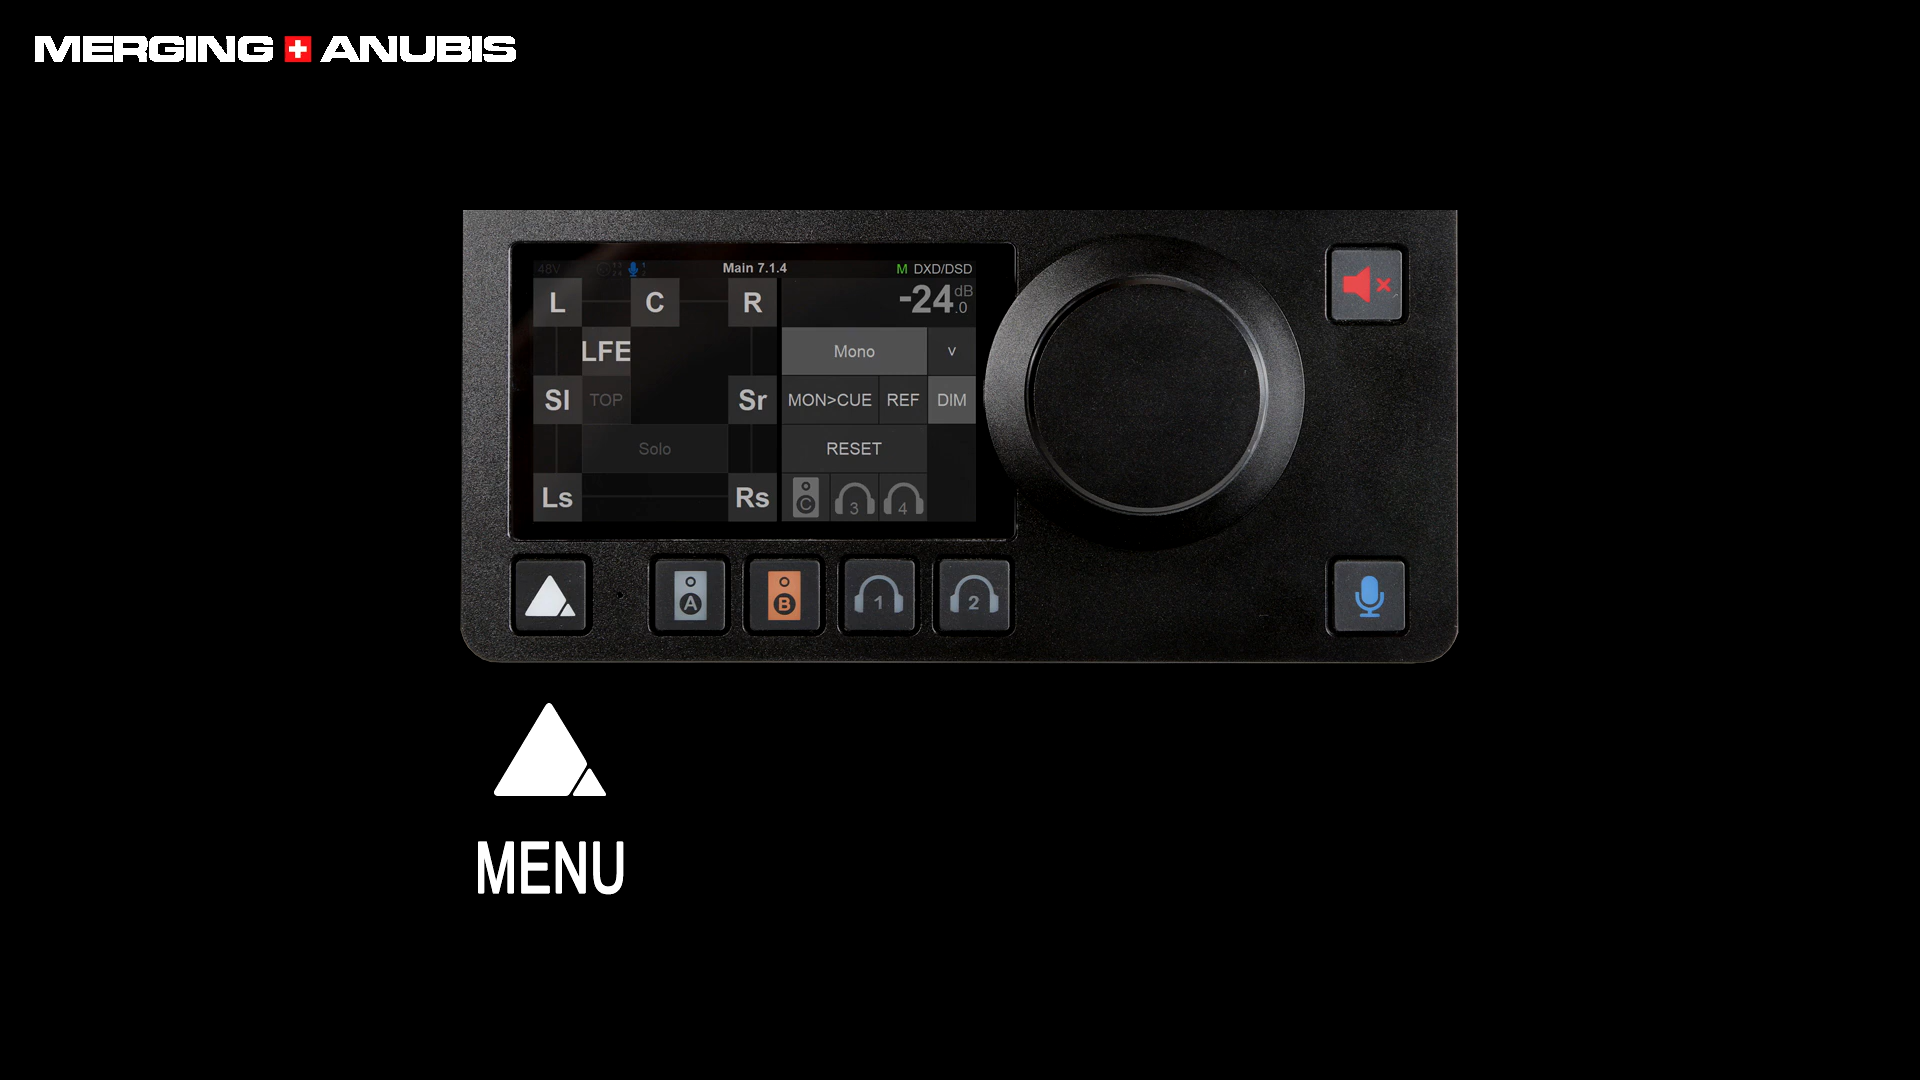 MERGING ANUBIS
48V
Main 7.1.4
M DXD/DSD
L C R
-24.0 dB
LFE
Mono
v
Sl TOP Sr
MON>CUE REF DIM
Solo
RESET
Ls Rs
C 3 4
A B 1 2
MENU